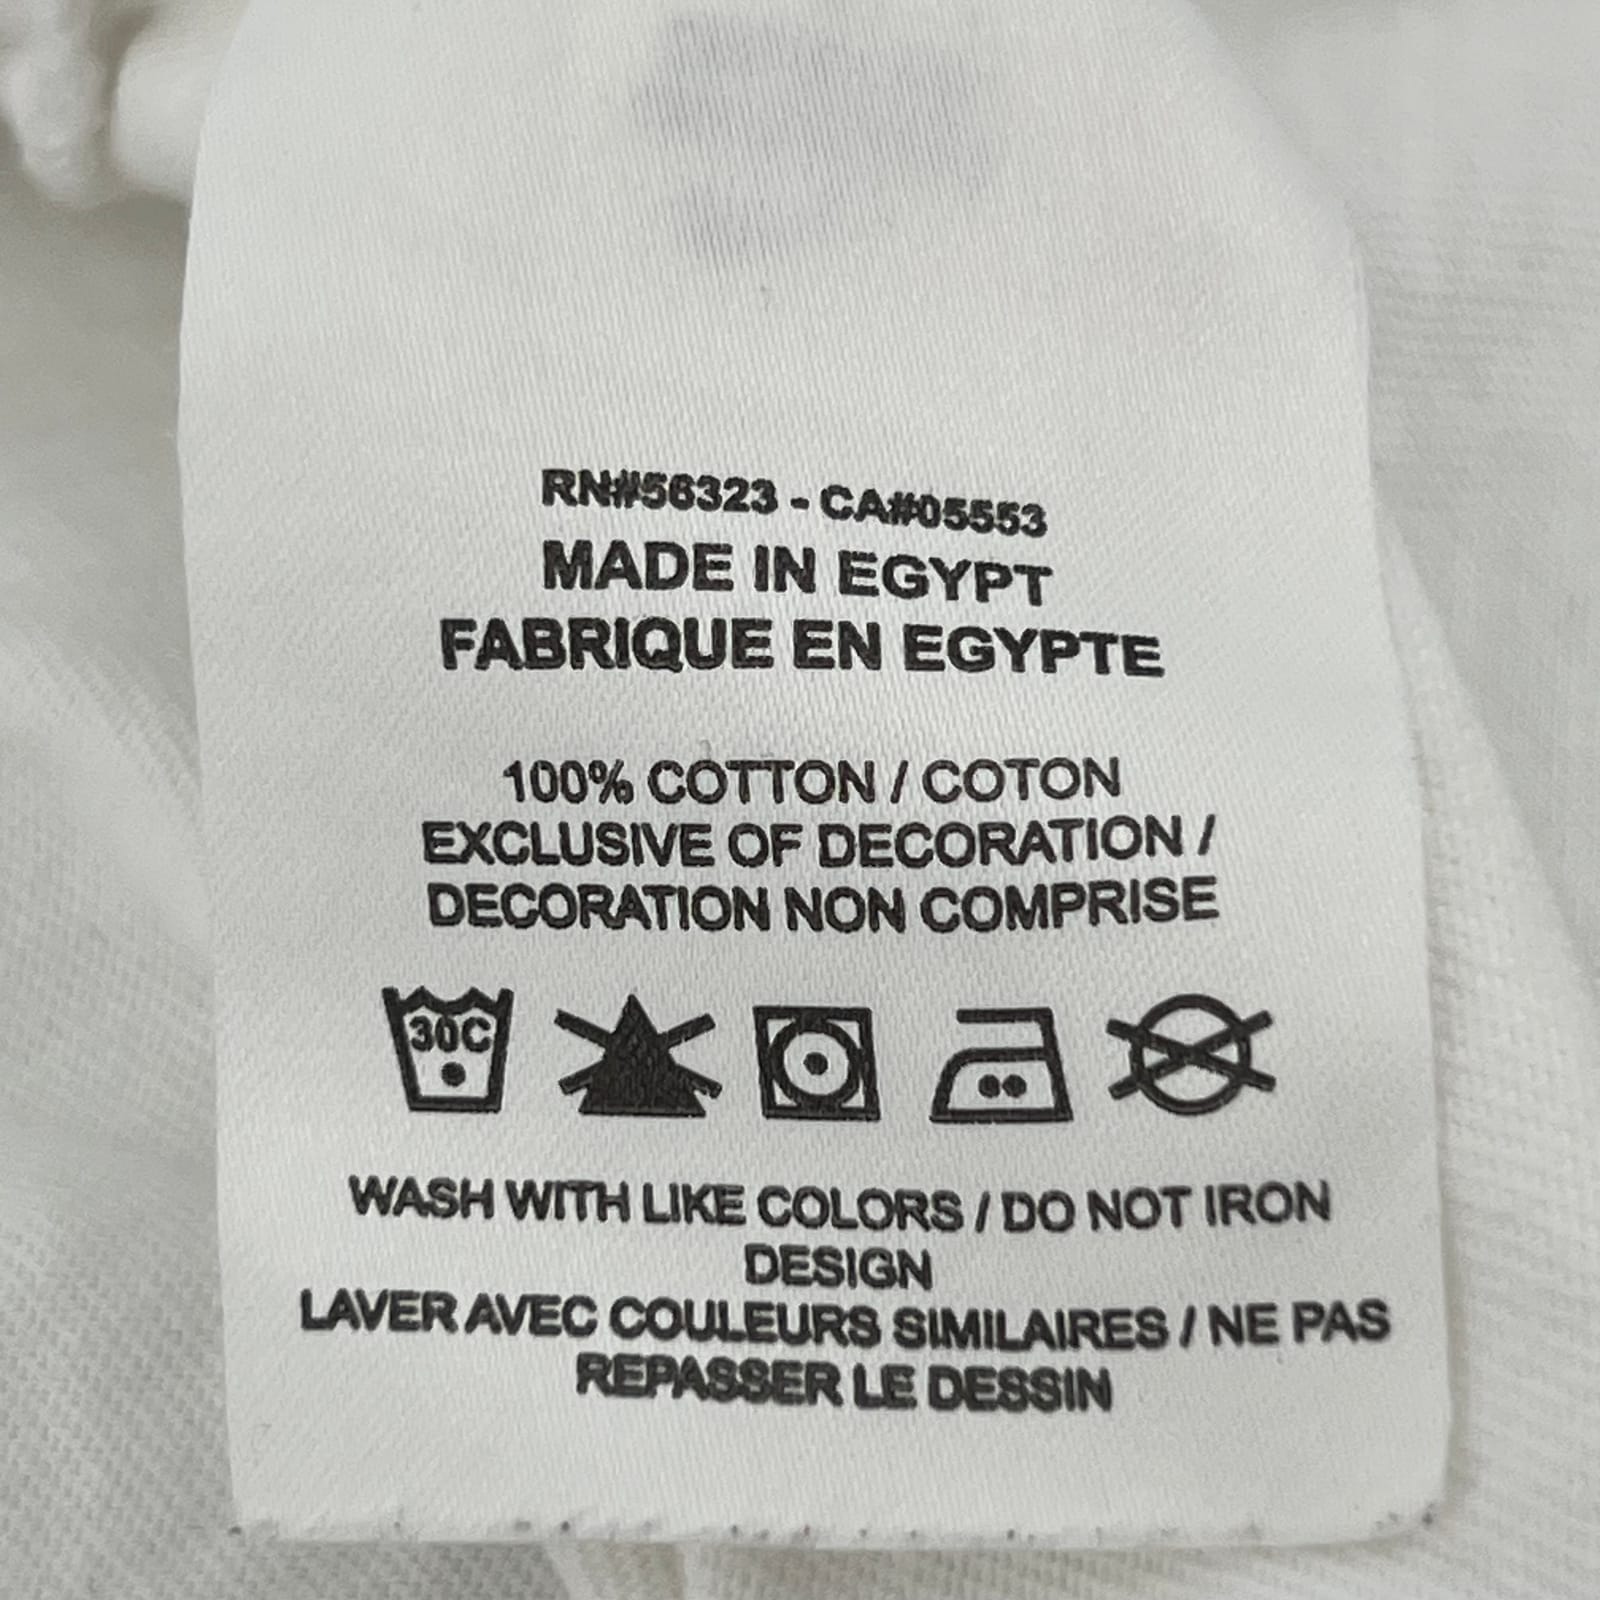 RN#56323 - CA#05553
MADE IN EGYPT
FABRIQUE EN EGYPTE
100% COTTON / COTON
EXCLUSIVE OF DECORATION /
DECORATION NON COMPRISE
30C
WASH WITH LIKE COLORS / DO NOT IRON
DESIGN
LAVER AVEC COULEURS SIMILAIRES / NE PAS
REPASSER LE DESSIN